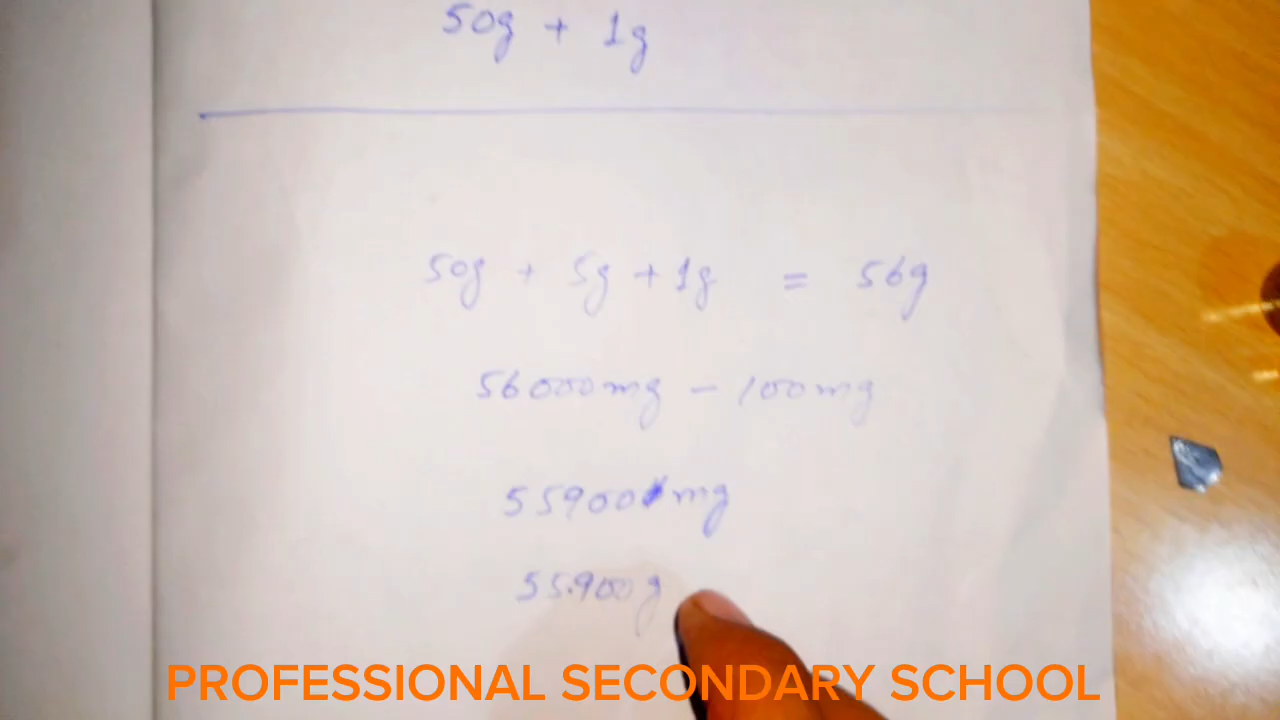 50g + 1g
50g + 5g + 1g = 56g
56000mg - 100mg
55900mg
55.900g
PROFESSIONAL SECONDARY SCHOOL